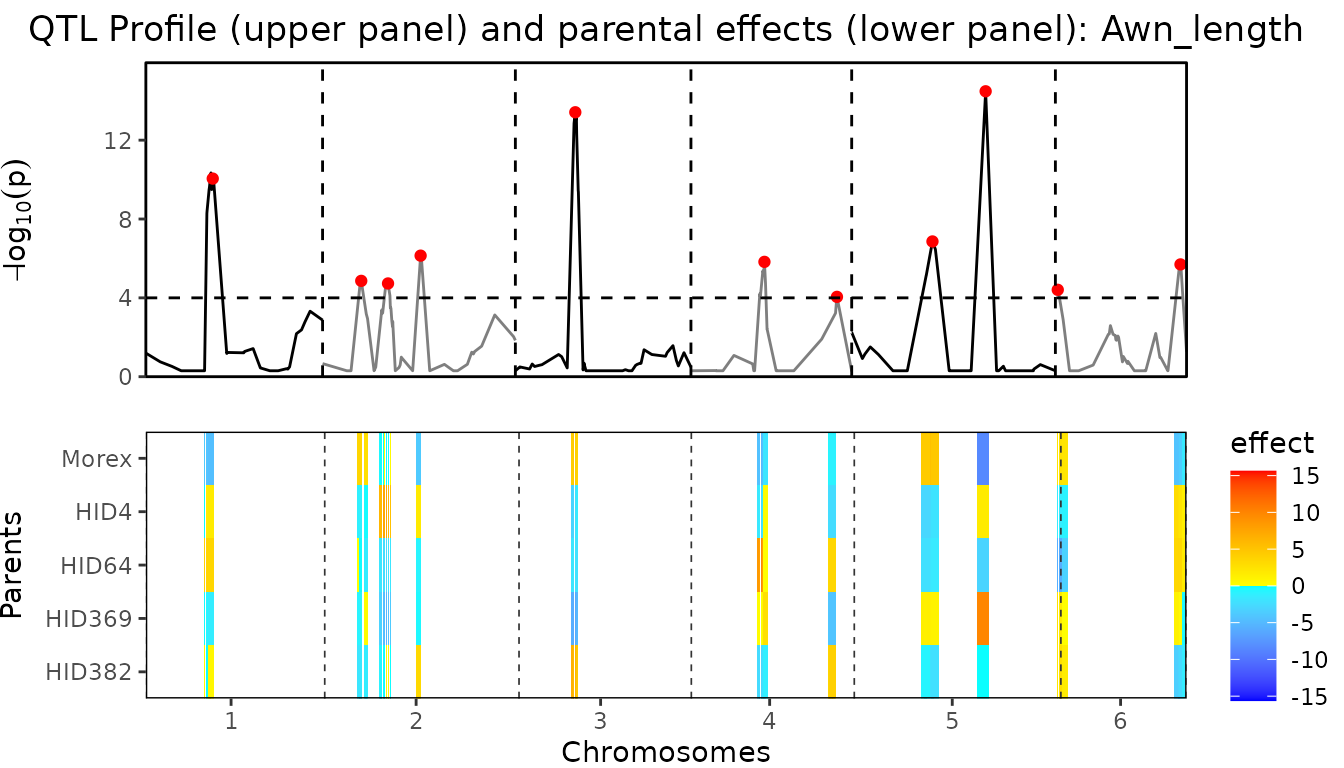 QTL Profile (upper panel) and parental effects (lower panel): Awn_length
−log10(p)
12
8
4
0
Parents
Morex
HID4
HID64
HID369
HID382
effect
15
10
5
0
-5
-10
-15
1 2 3 4 5 6
Chromosomes